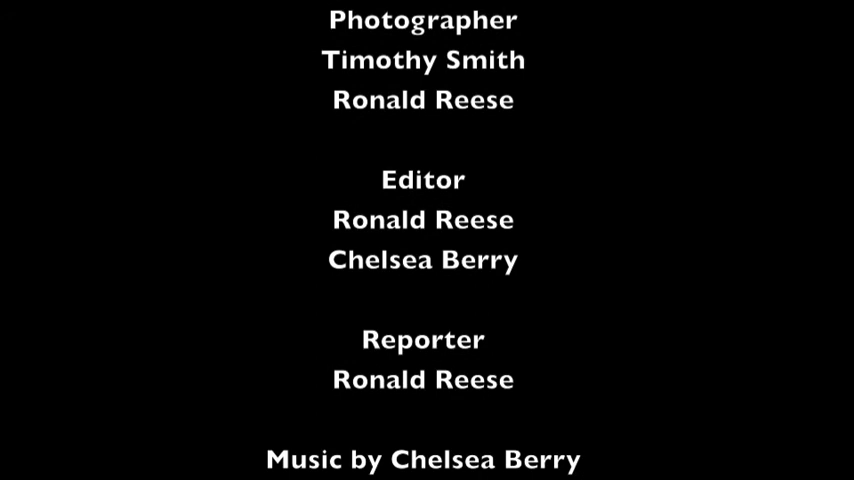 Photographer
Timothy Smith
Ronald Reese
Editor
Ronald Reese
Chelsea Berry
Reporter
Ronald Reese
Music by Chelsea Berry